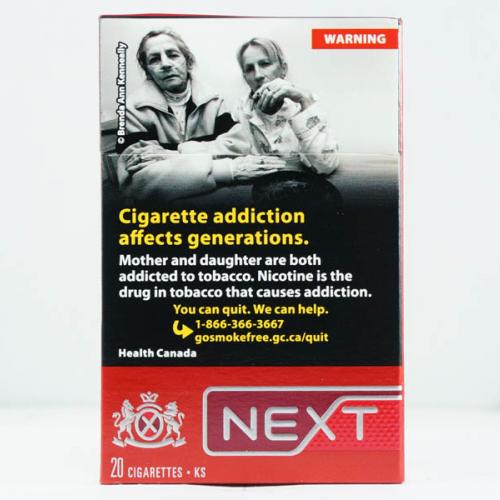 WARNING
© Brenda Ann Kenneally
Cigarette addiction
affects generations.
Mother and daughter are both
addicted to tobacco. Nicotine is the
drug in tobacco that causes addiction.
You can quit. We can help.
1-866-366-3667
gosmokefree.gc.ca/quit
Health Canada
X
NEXT
20 CIGARETTES • KS